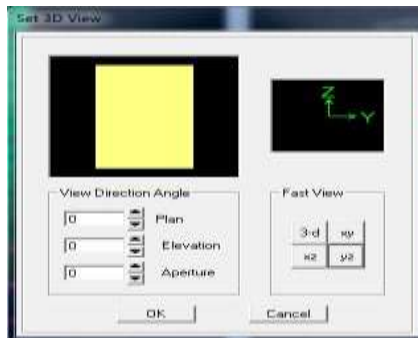 Set 3D View
Z
Y
View Direction Angle
0 Plan
0 Elevation
0 Aperture
Fast View
3-d xy
xz yz
OK Cancel